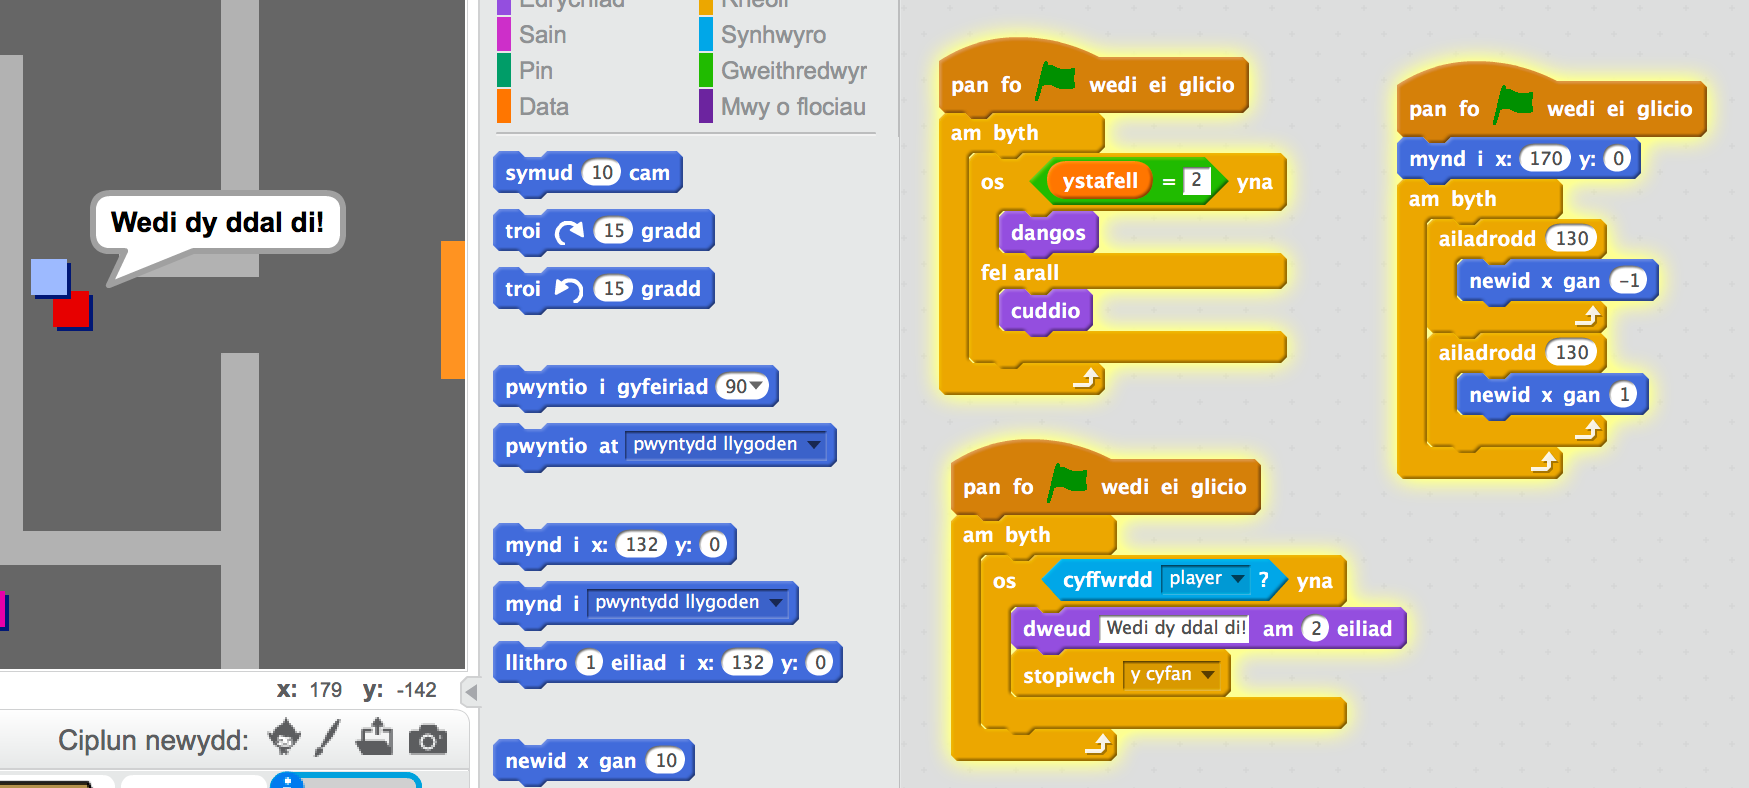 Edrychiad
Rheoli
Sain
Synhwyro
Pin
Gweithredwyr
Data
Mwy o flociau
Wedi dy ddal di!
x: 179 y: -142
Ciplun newydd:
symud 10 cam
troi 15 gradd
troi 15 gradd
pwyntio i gyfeiriad 90
pwyntio at pwyntydd llygoden
mynd i x: 132 y: 0
mynd i pwyntydd llygoden
llithro 1 eiliad i x: 132 y: 0
newid x gan 10
pan fo wedi ei glicio
am byth
os ystafell = 2 yna
dangos
fel arall
cuddio
pan fo wedi ei glicio
am byth
os cyffwrdd player ? yna
dweud Wedi dy ddal di! am 2 eiliad
stopiwch y cyfan
pan fo wedi ei glicio
mynd i x: 170 y: 0
am byth
ailadrodd 130
newid x gan -1
ailadrodd 130
newid x gan 1